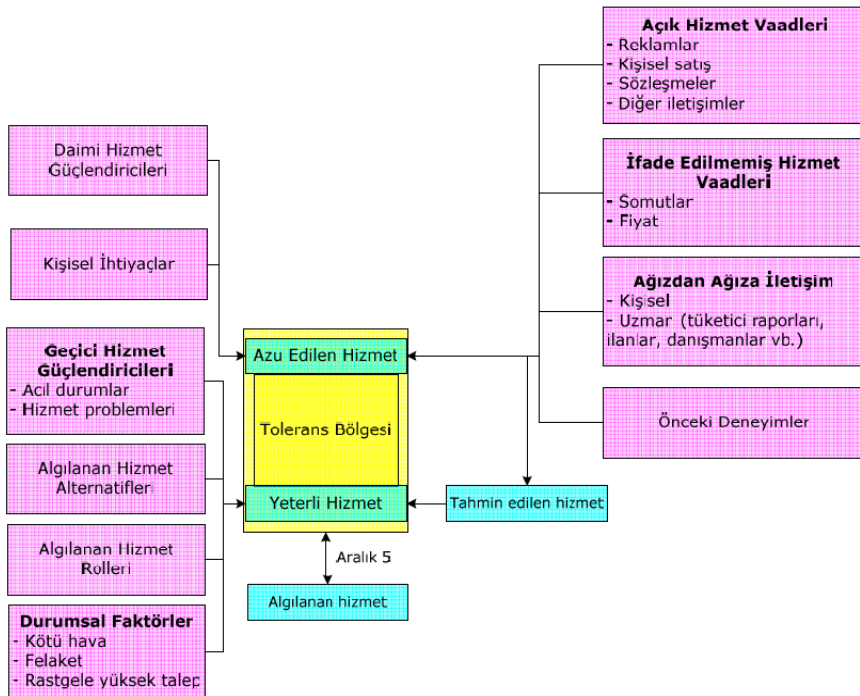 Açık Hizmet Vaadleri
- Reklamlar
- Kişisel satış
- Sözleşmeler
- Diğer iletişimler
Daimi Hizmet
Güçlendiricileri
İfade Edilmemiş Hizmet
Vaadleri
- Somutlar
- Fiyat
Kişisel İhtiyaçlar
Ağızdan Ağıza İletişim
- Kişisel
- Uzmar (tüketici raporları,
ilanlar, danışmanlar vb.)
Geçici Hizmet
Güçlendiricileri
- Acil durumlar
- Hizmet problemleri
Azu Edilen Hizmet
Tolerans Bölgesi
Önceki Deneyimler
Algılanan Hizmet
Alternatifleri
Yeterli Hizmet
Tahmin edilen hizmet
Algılanan Hizmet
Rolleri
Aralık 5
Algılanan hizmet
Durumsal Faktörler
- Kötü hava
- Felaket
- Rastgele yüksek talep